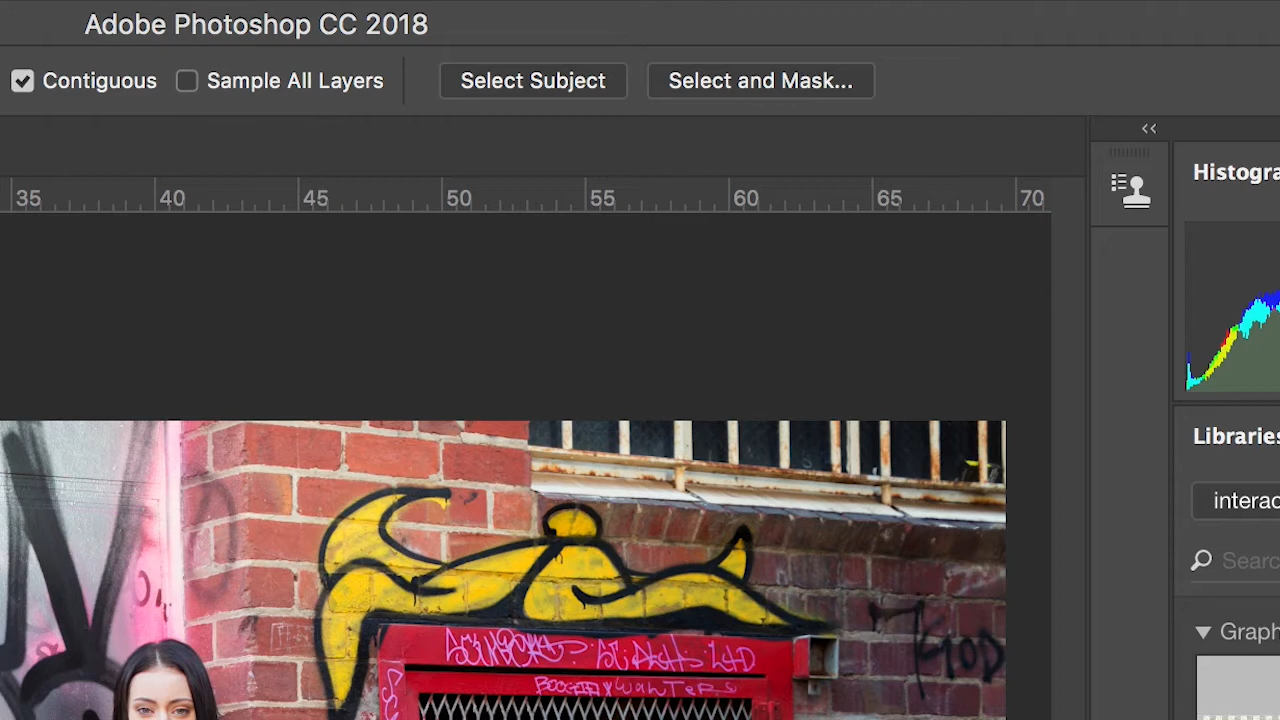 Adobe Photoshop CC 2018
Contiguous
Sample All Layers
Select Subject
Select and Mask...
35 40 45 50 55 60 65 70
Histogra
Libraries
interac
Searc
Graph